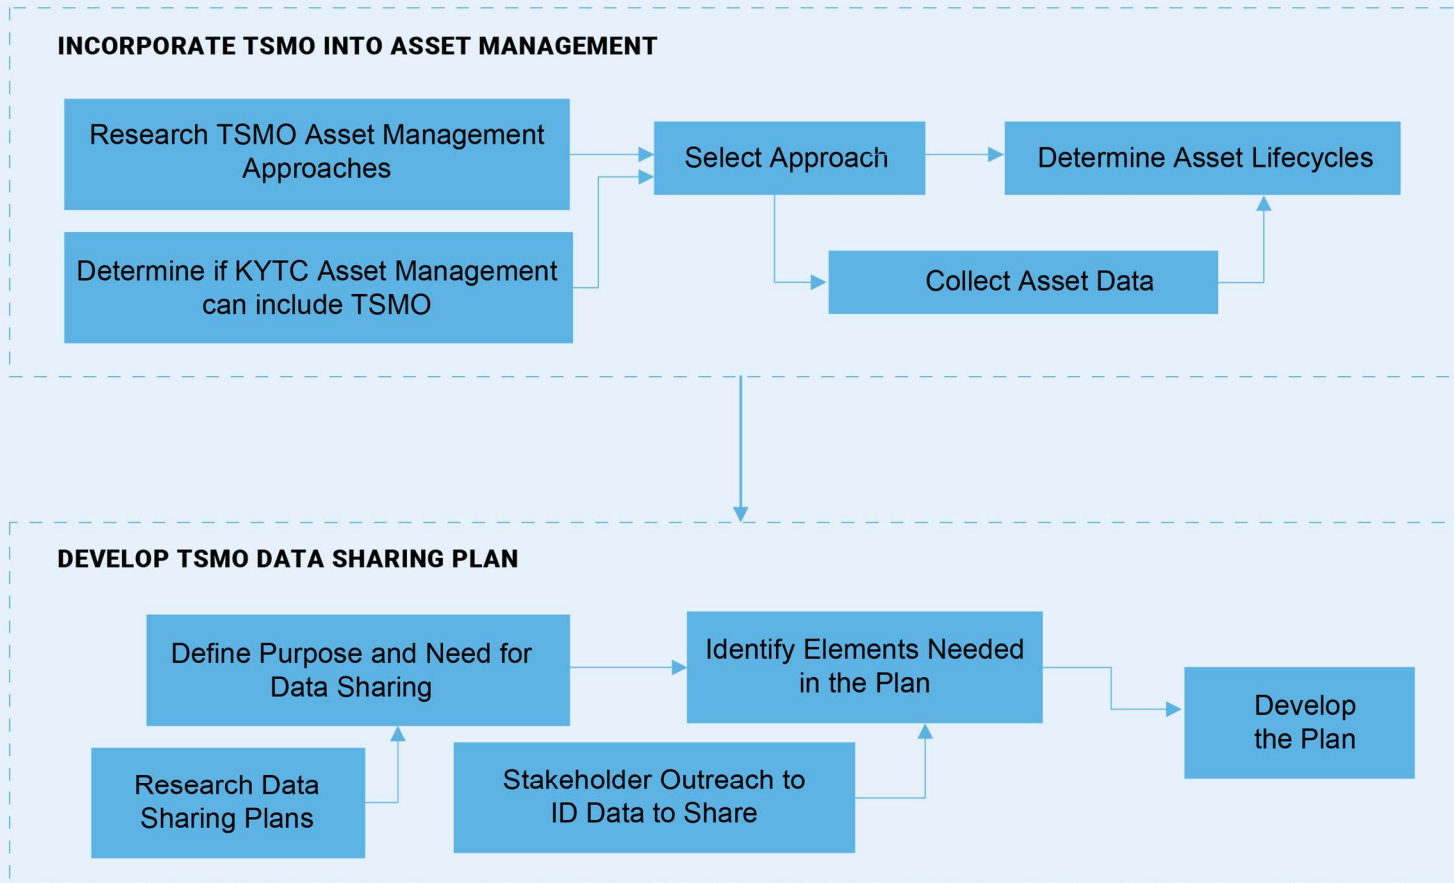 INCORPORATE TSMO INTO ASSET MANAGEMENT
Research TSMO Asset Management
Approaches
Select Approach
Determine Asset Lifecycles
Determine if KYTC Asset Management
can include TSMO
Collect Asset Data
DEVELOP TSMO DATA SHARING PLAN
Define Purpose and Need for
Data Sharing
Identify Elements Needed
in the Plan
Develop
the Plan
Research Data
Sharing Plans
Stakeholder Outreach to
ID Data to Share